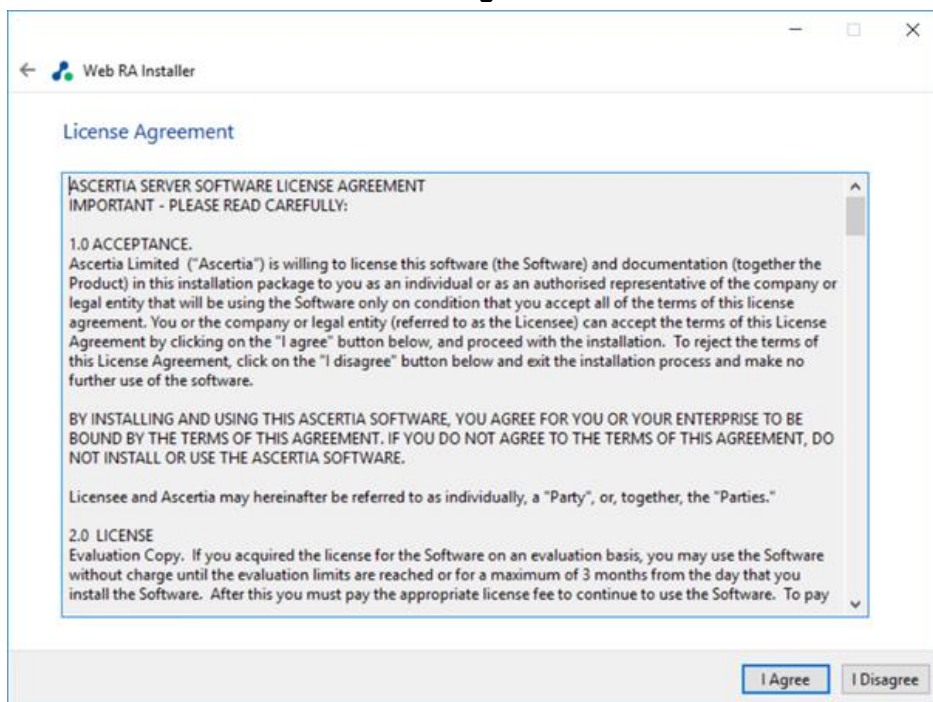 Web RA Installer
License Agreement
ASCERTIA SERVER SOFTWARE LICENSE AGREEMENT
IMPORTANT - PLEASE READ CAREFULLY:
1.0 ACCEPTANCE.
Ascertia Limited ("Ascertia") is willing to license this software (the Software) and documentation (together the
Product) in this installation package to you as an individual or as an authorised representative of the company or
legal entity that will be using the Software only on condition that you accept all of the terms of this license
agreement. You or the company or legal entity (referred to as the Licensee) can accept the terms of this License
Agreement by clicking on the "I agree" button below, and proceed with the installation. To reject the terms of
this License Agreement, click on the "I disagree" button below and exit the installation process and make no
further use of the software.
BY INSTALLING AND USING THIS ASCERTIA SOFTWARE, YOU AGREE FOR YOU OR YOUR ENTERPRISE TO BE
BOUND BY THE TERMS OF THIS AGREEMENT. IF YOU DO NOT AGREE TO THE TERMS OF THIS AGREEMENT, DO
NOT INSTALL OR USE THE ASCERTIA SOFTWARE.
Licensee and Ascertia may hereinafter be referred to as individually, a "Party", or, together, the "Parties."
2.0 LICENSE
Evaluation Copy. If you acquired the license for the Software on an evaluation basis, you may use the Software
without charge until the evaluation limits are reached or for a maximum of 3 months from the day that you
install the Software. After this you must pay the appropriate license fee to continue to use the Software. To pay
I Agree
I Disagree